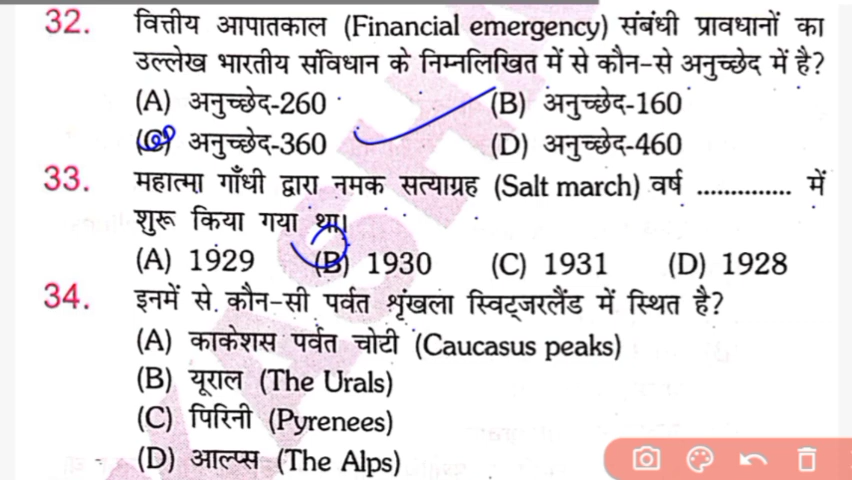 32. वित्तीय आपातकाल (Financial emergency) संबंधी प्रावधानों का
उल्लेख भारतीय संविधान के निम्नलिखित में से कौन-से अनुच्छेद में है?
(A) अनुच्छेद-260 (B) अनुच्छेद-160
(C) अनुच्छेद-360 (D) अनुच्छेद-460
33. महात्मा गाँधी द्वारा नमक सत्याग्रह (Salt march) वर्ष .............. में
शुरू किया गया था।
(A) 1929 (B) 1930 (C) 1931 (D) 1928
34. इनमें से कौन-सी पर्वत शृंखला स्विट्जरलैंड में स्थित है?
(A) काकेशस पर्वत चोटी (Caucasus peaks)
(B) यूराल (The Urals)
(C) पिरिनी (Pyrenees)
(D) आल्प्स (The Alps)